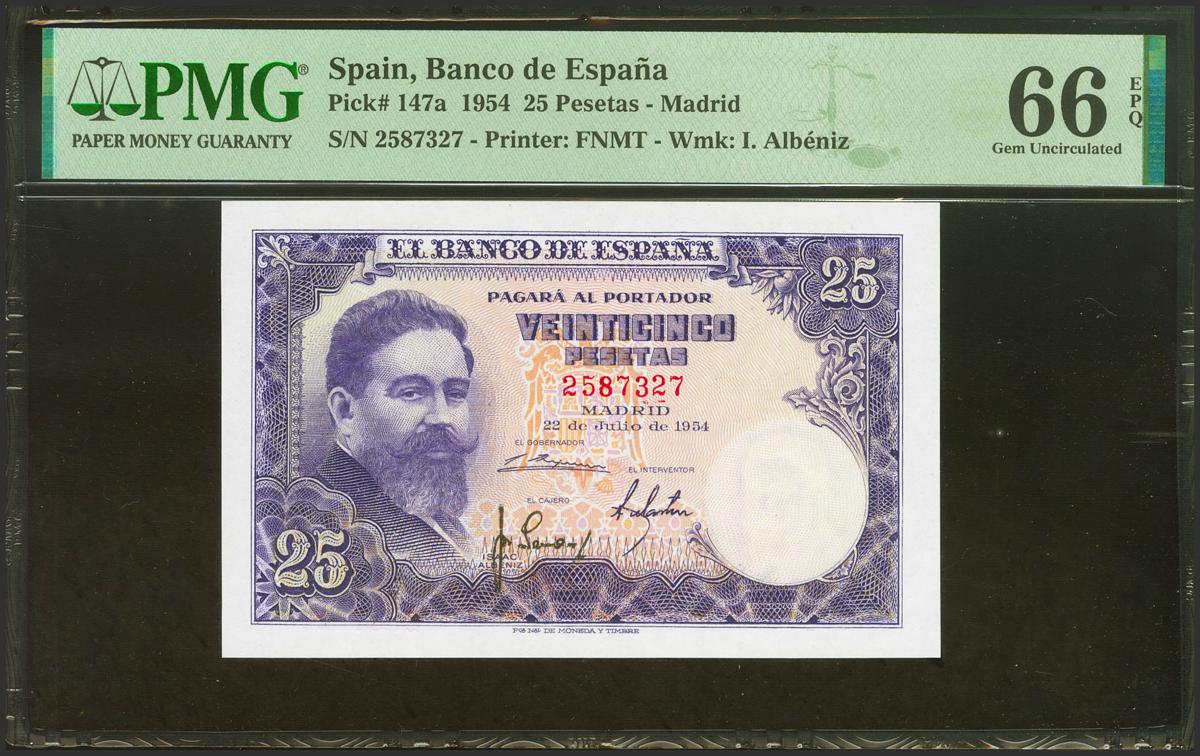 PMG®
PAPER MONEY GUARANTY
Spain, Banco de España
Pick# 147a 1954 25 Pesetas - Madrid
S/N 2587327 - Printer: FNMT - Wmk: I. Albéniz
66 EPQ
Gem Uncirculated
EL BANCO DE ESPAÑA
25
PAGARÁ AL PORTADOR
VEINTICINCO
PESETAS
2587327
MADRID
22 de Julio de 1954
EL GOBERNADOR
EL INTERVENTOR
EL CAJERO
ISAAC
ALBÉNIZ
25
Fca Nal DE MONEDA Y TIMBRE